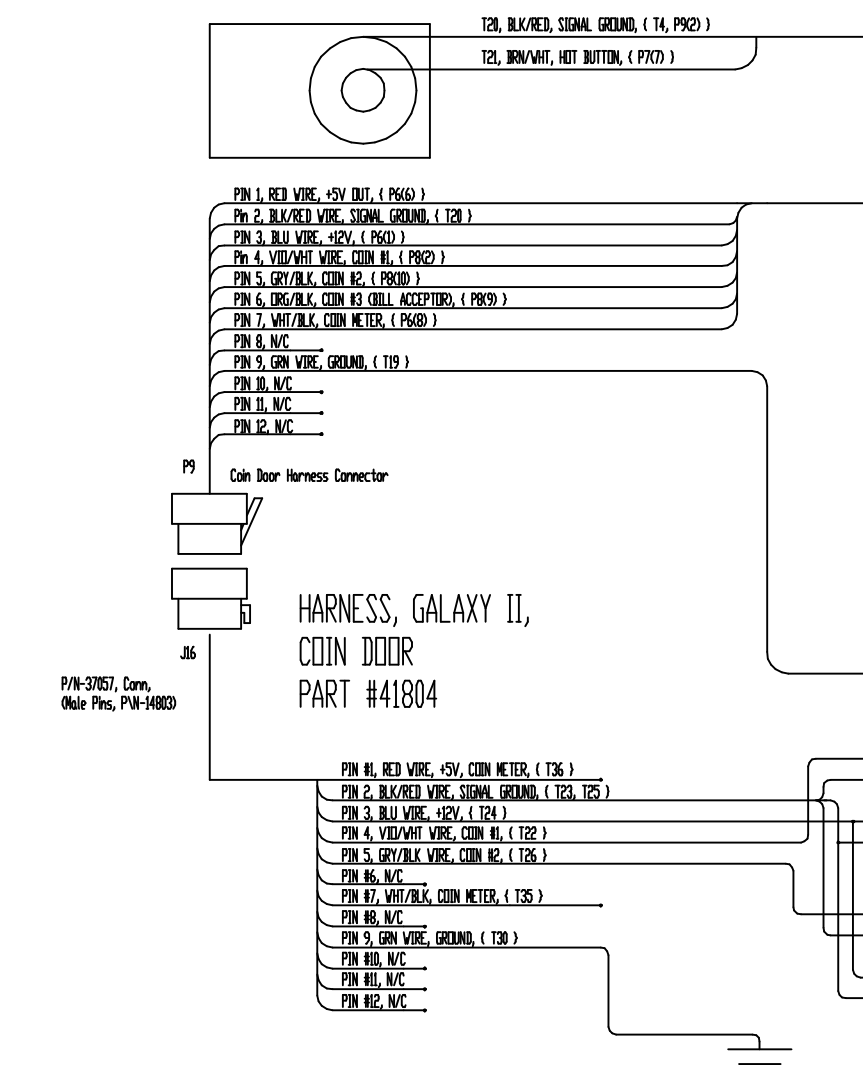 T20, BLK/RED, SIGNAL GROUND, { T4, P9(2) }
T21, BRN/WHT, HOT BUTTON, { P7(7) }
PIN 1, RED WIRE, +5V OUT, { P6(6) }
Pin 2, BLK/RED WIRE, SIGNAL GROUND, { T20 }
PIN 3, BLU WIRE, +12V, { P6(1) }
Pin 4, VIO/WHT WIRE, COIN #1, { P8(2) }
PIN 5, GRY/BLK, COIN #2, { P8(10) }
PIN 6, ORG/BLK, COIN #3 (BILL ACCEPTOR), { P8(9) }
PIN 7, WHT/BLK, COIN METER, { P6(8) }
PIN 8, N/C
PIN 9, GRN WIRE, GROUND, { T19 }
PIN 10, N/C
PIN 11, N/C
PIN 12, N/C
P9
Coin Door Harness Connector
HARNESS, GALAXY II,
COIN DOOR
PART #41804
J16
P/N-37057, Conn,
(Male Pins, P\N-14803)
PIN #1, RED WIRE, +5V, COIN METER, { T36 }
PIN 2, BLK/RED WIRE, SIGNAL GROUND, { T23, T25 }
PIN 3, BLU WIRE, +12V, { T24 }
PIN 4, VIO/WHT WIRE, COIN #1, { T22 }
PIN 5, GRY/BLK WIRE, COIN #2, { T26 }
PIN #6, N/C
PIN #7, WHT/BLK, COIN METER, { T35 }
PIN #8, N/C
PIN 9, GRN WIRE, GROUND, { T30 }
PIN #10, N/C
PIN #11, N/C
PIN #12, N/C